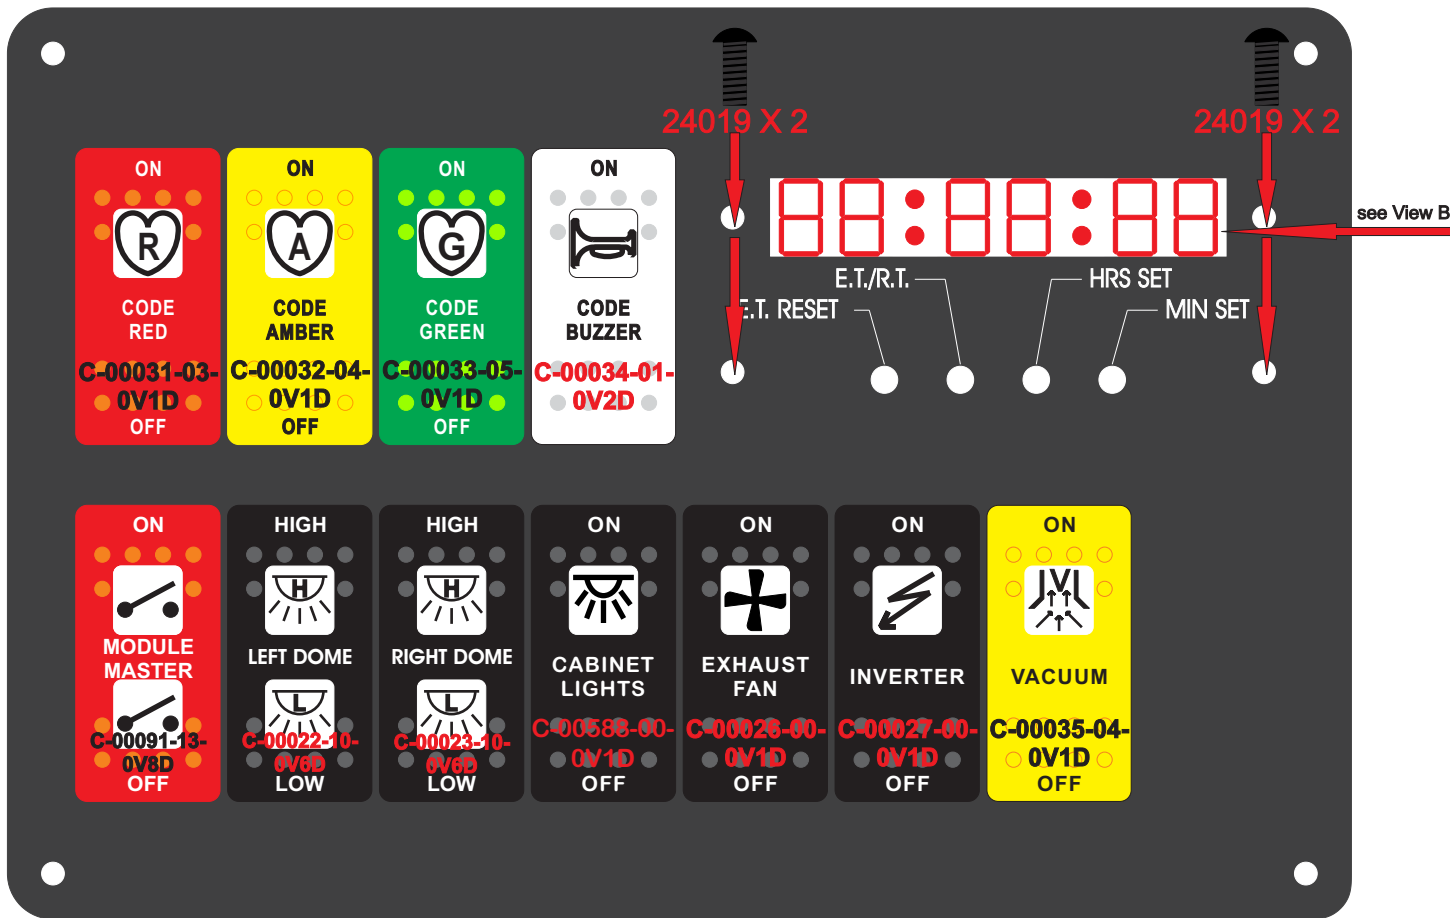 24019 X 2
24019 X 2
see View B
E.T./R.T.
HRS SET
E.T. RESET
MIN SET
ON
R
CODE
RED
C-00031-03-
0V1D
OFF
ON
A
CODE
AMBER
C-00032-04-
0V1D
OFF
ON
G
CODE
GREEN
C-00033-05-
0V1D
OFF
ON
CODE
BUZZER
C-00034-01-
0V2D
ON
MODULE
MASTER
C-00091-13-
0V8D
OFF
HIGH
H
LEFT DOME
L
C-00022-10-
0V6D
LOW
HIGH
H
RIGHT DOME
L
C-00023-10-
0V6D
LOW
ON
CABINET
LIGHTS
C-00588-00-
0V1D
OFF
ON
EXHAUST
FAN
C-00026-00-
0V1D
OFF
ON
INVERTER
C-00027-00-
0V1D
OFF
ON
V
VACUUM
C-00035-04-
0V1D
OFF
88:88:88